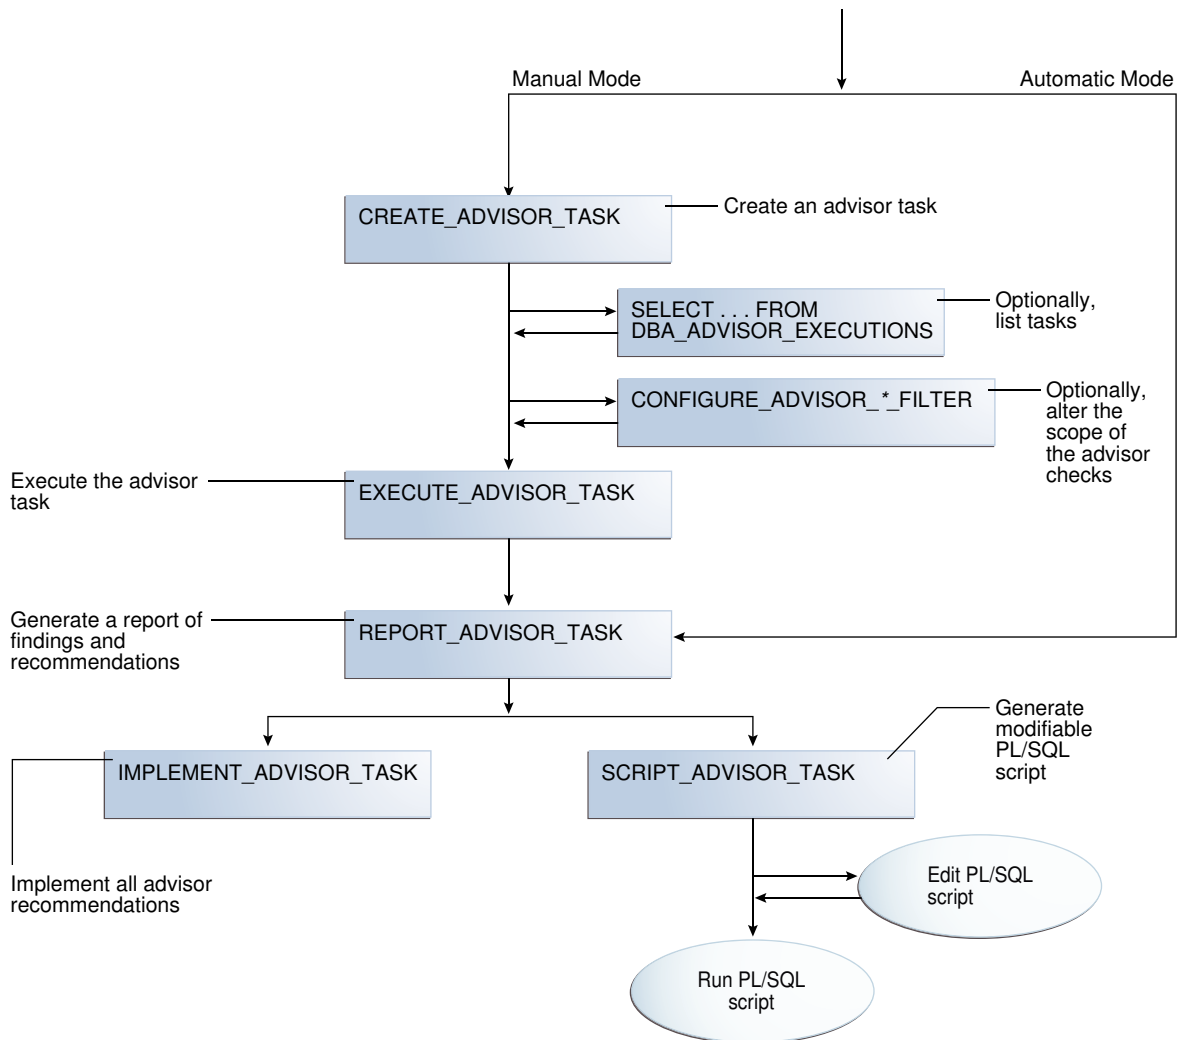 Manual Mode
Automatic Mode
CREATE_ADVISOR_TASK
Create an advisor task
SELECT . . . FROM
DBA_ADVISOR_EXECUTIONS
Optionally,
list tasks
CONFIGURE_ADVISOR_*_FILTER
Optionally,
alter the
scope of
the advisor
checks
Execute the advisor
task
EXECUTE_ADVISOR_TASK
Generate a report of
findings and
recommendations
REPORT_ADVISOR_TASK
Generate
modifiable
PL/SQL
script
IMPLEMENT_ADVISOR_TASK
SCRIPT_ADVISOR_TASK
Implement all advisor
recommendations
Edit PL/SQL
script
Run PL/SQL
script